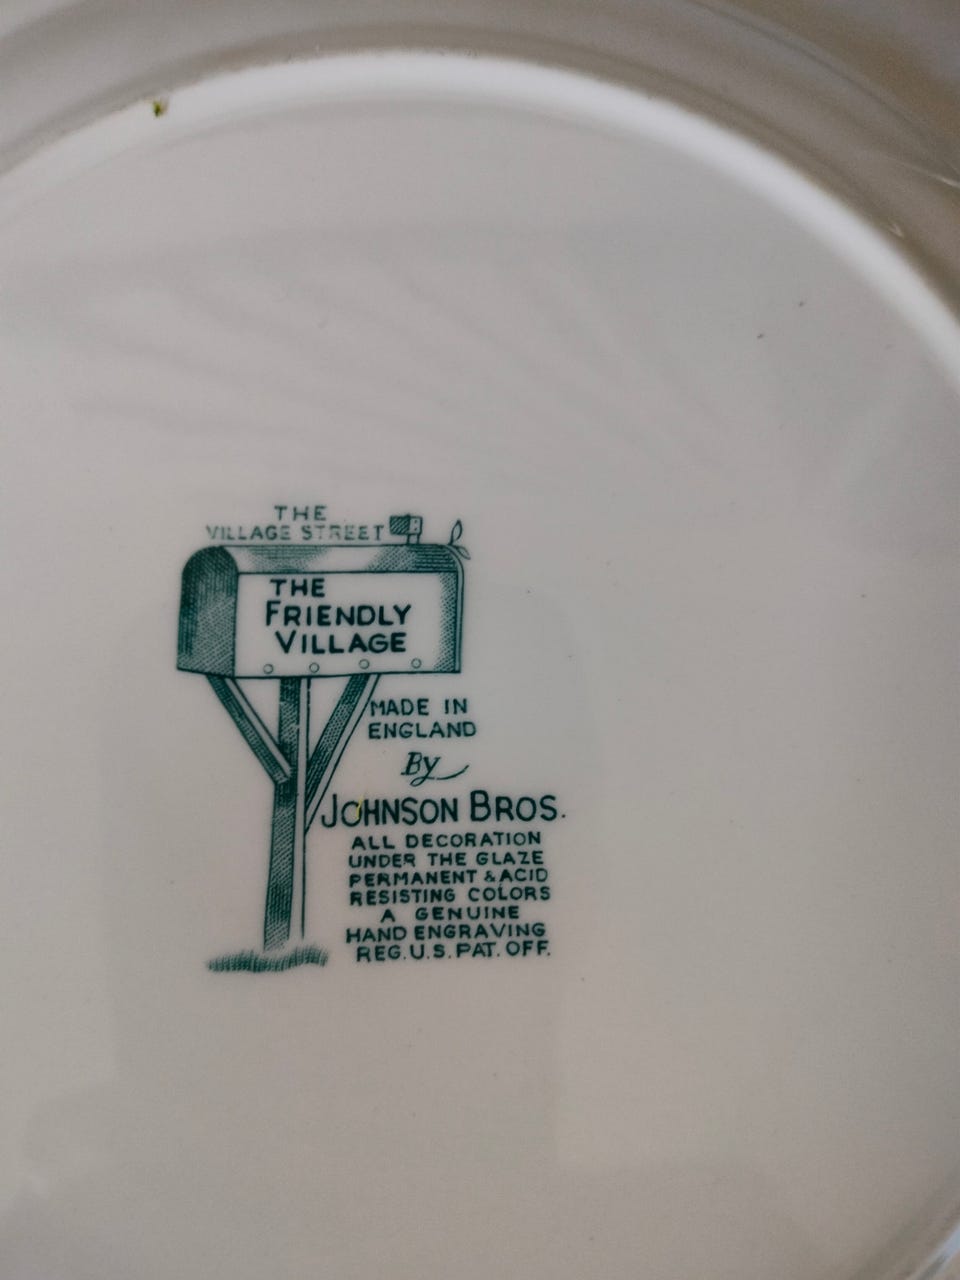 THE
VILLAGE STREET
THE
FRIENDLY
VILLAGE
MADE IN
ENGLAND
By
JOHNSON BROS.
ALL DECORATION
UNDER THE GLAZE
PERMANENT & ACID
RESISTING COLORS
A GENUINE
HAND ENGRAVING
REG. U.S. PAT. OFF.